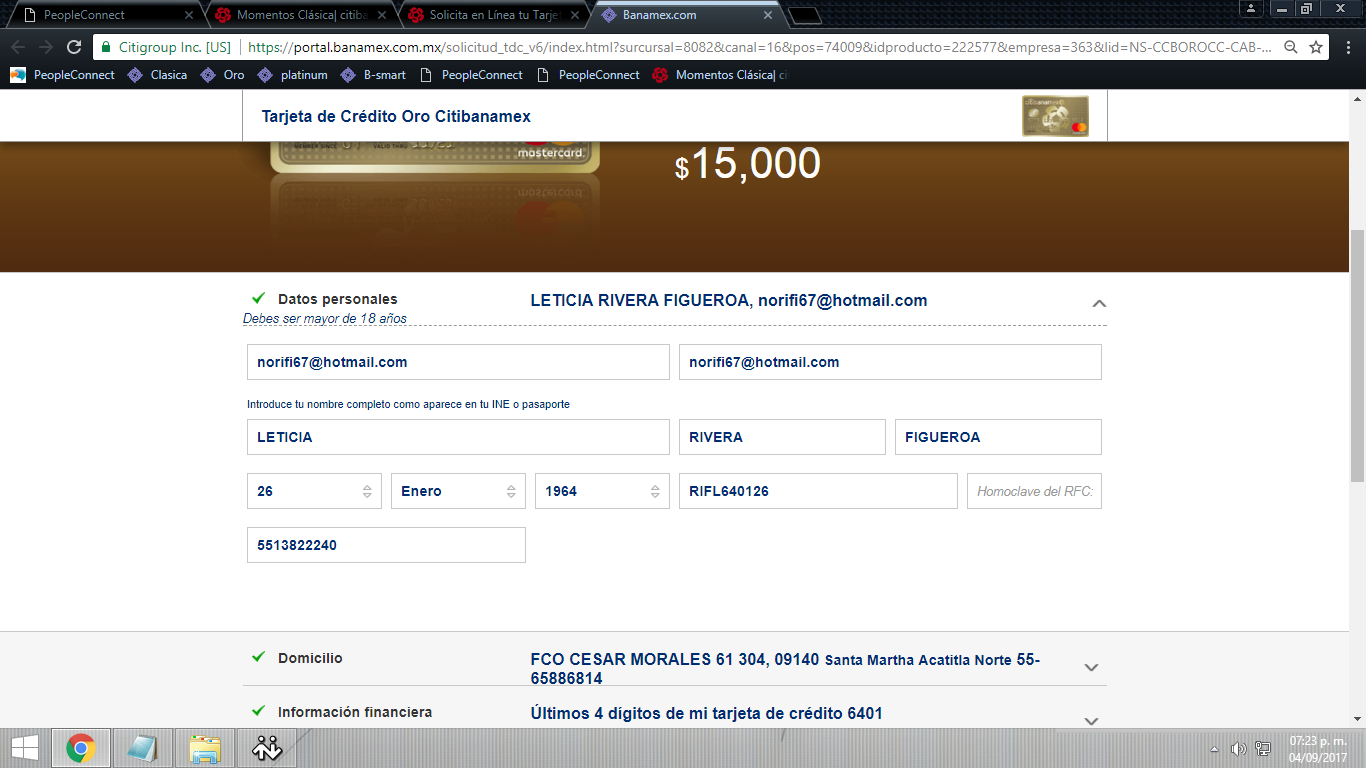 PeopleConnect
Momentos Clásica| citiba
Solicita en Línea tu Tarje
Banamex.com
Citigroup Inc. [US] https://portal.banamex.com.mx/solicitud_tdc_v6/index.html?sursursal=8082&canal=16&pos=74009&idproducto=222577&empresa=363&lid=NS-CCBOROCC-CAB-...
PeopleConnect Clasica Oro platinum B-smart PeopleConnect PeopleConnect Momentos Clásica| ci
Tarjeta de Crédito Oro Citibanamex
mastercard
$15,000
Datos personales LETICIA RIVERA FIGUEROA, norifi67@hotmail.com
Debes ser mayor de 18 años
norifi67@hotmail.com norifi67@hotmail.com
Introduce tu nombre completo como aparece en tu INE o pasaporte
LETICIA RIVERA FIGUEROA
26 Enero 1964 RIFL640126 Homoclave del RFC:
5513822240
Domicilio FCO CESAR MORALES 61 304, 09140 Santa Martha Acatitla Norte 55-
65886814
Información financiera Últimos 4 dígitos de mi tarjeta de crédito 6401
07:23 p. m.
04/09/2017